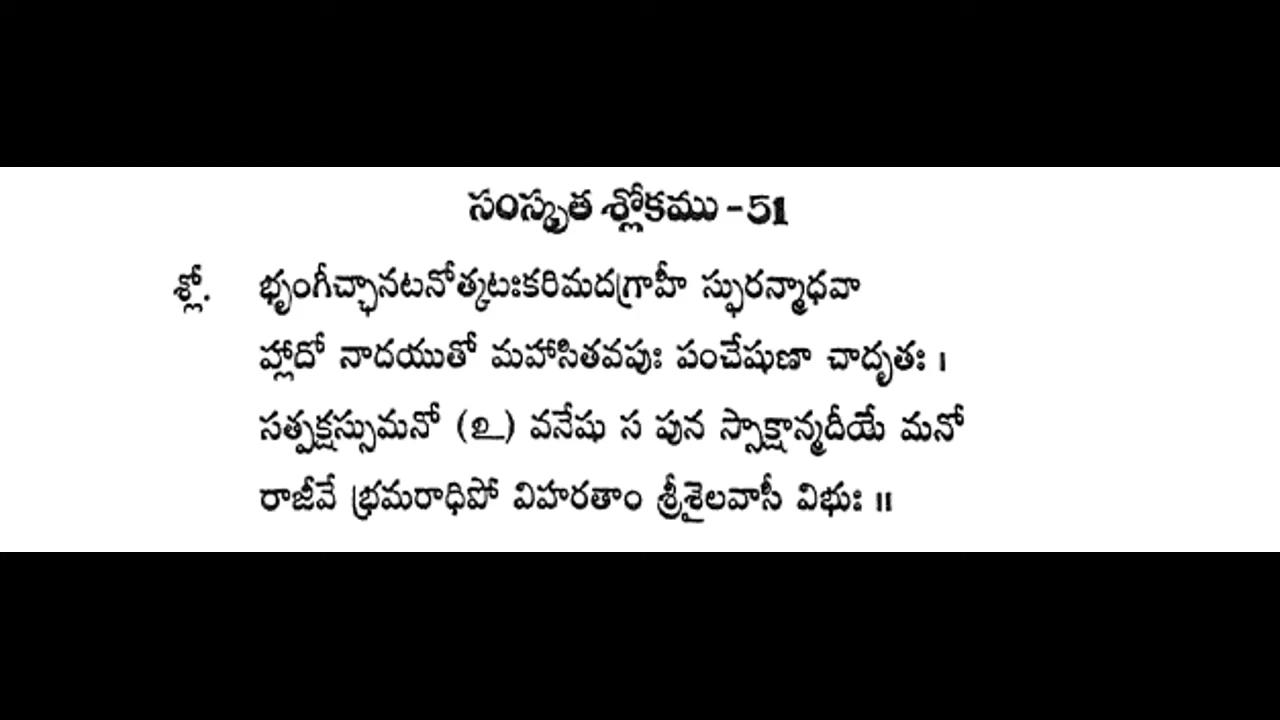 సంస్కృత శ్లోకము -51
శ్లో. భృంగీచ్ఛానటనోత్కటఃకరిమదగ్రాహీ స్ఫురన్మాధవా
హ్లాదో నాదయుతో మహాసితవపుః పంచేషుణా చాదృతః ।
సత్పక్షస్సుమనో (ఽ) వనేషు స పున స్సాక్షాన్మదీయే మనో
రాజీవే భ్రమరాధిపో విహరతాం శ్రీశైలవాసీ విభుః ॥